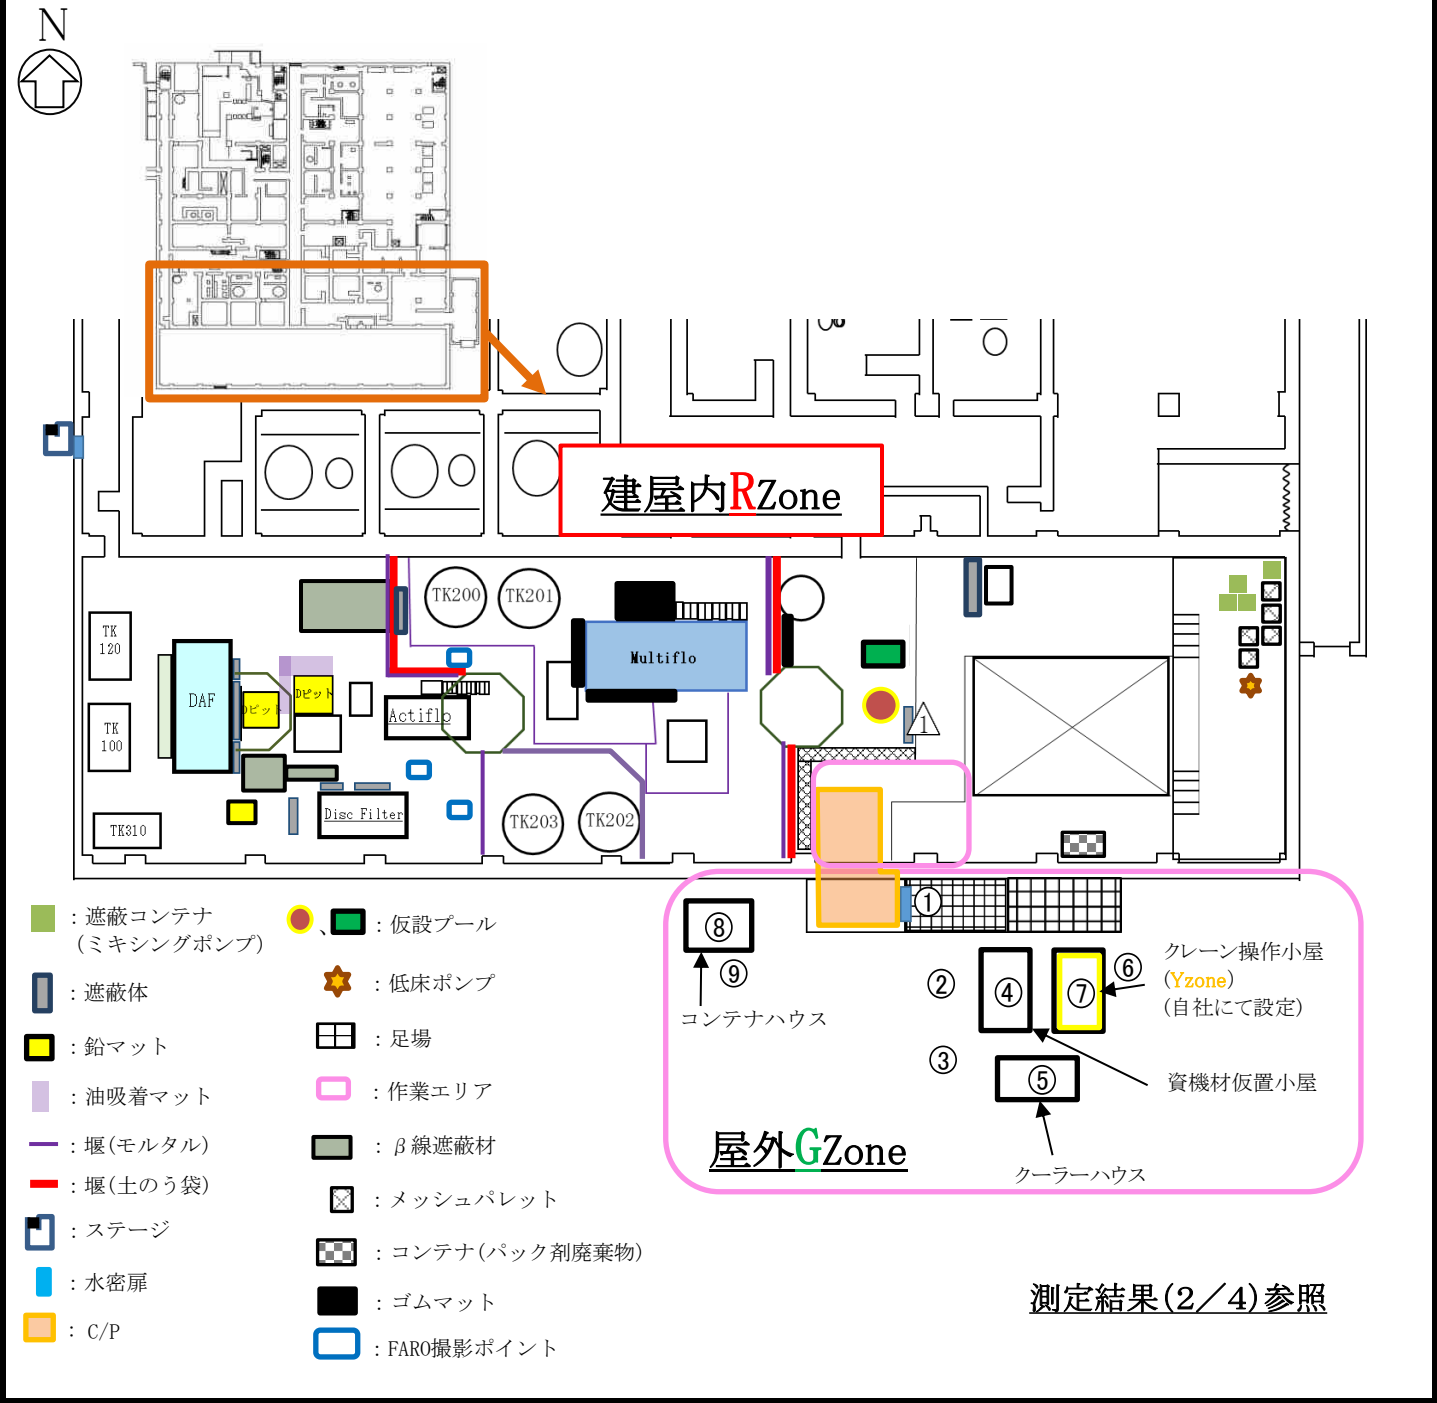 N
建屋内RZone
TK200
TK201
TK
120
Multiflo
DAF
Dピット
Dピット
Actiflo
1
TK
100
Disc Filter
TK203
TK202
TK310
①
⑧
⑨
②
④
⑦
⑥
クレーン操作小屋
(Yzone)
(自社にて設定)
コンテナハウス
③
⑤
資機材仮置小屋
屋外GZone
クーラーハウス
測定結果(2/4)参照
:遮蔽コンテナ
(ミキシングポンプ)
:遮蔽体
:鉛マット
:油吸着マット
:堰(モルタル)
:堰(土のう袋)
:ステージ
:水密扉
: C/P
、 :仮設プール
:低床ポンプ
:足場
:作業エリア
:β線遮蔽材
:メッシュパレット
:コンテナ(パック剤廃棄物)
:ゴムマット
:FARO撮影ポイント